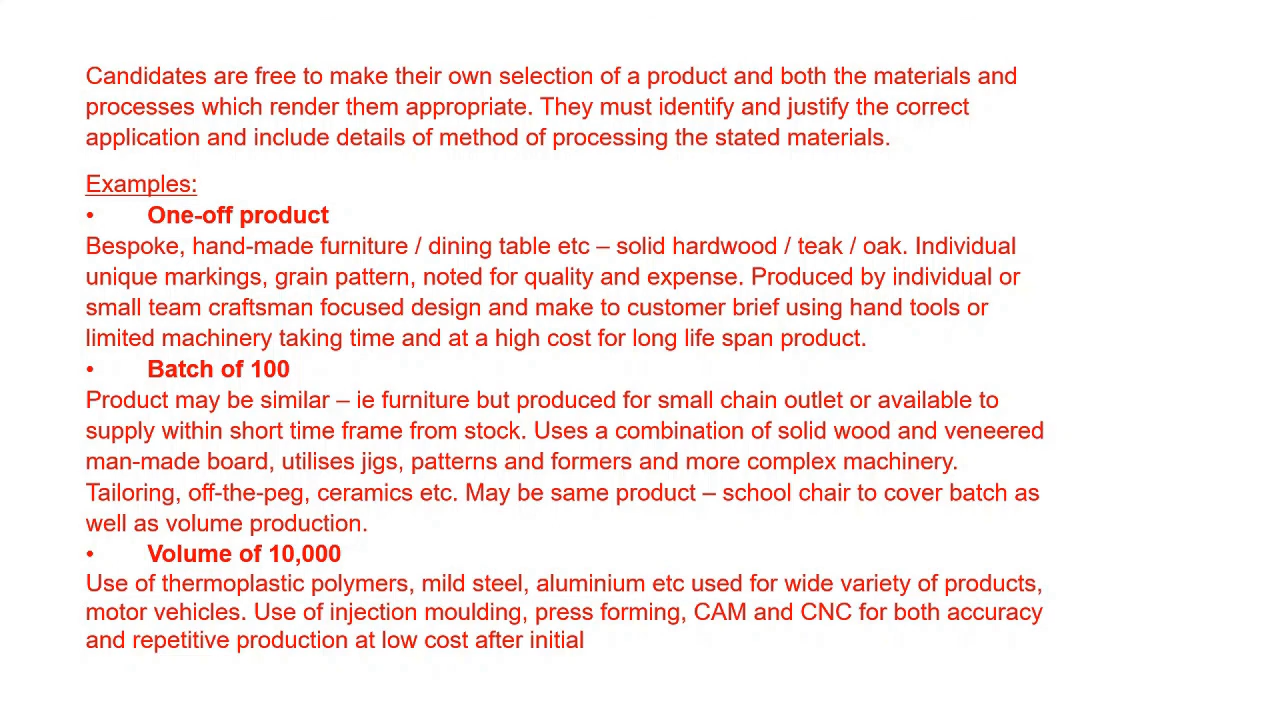 Candidates are free to make their own selection of a product and both the materials and
processes which render them appropriate. They must identify and justify the correct
application and include details of method of processing the stated materials.
Examples:
• One-off product
Bespoke, hand-made furniture / dining table etc – solid hardwood / teak / oak. Individual
unique markings, grain pattern, noted for quality and expense. Produced by individual or
small team craftsman focused design and make to customer brief using hand tools or
limited machinery taking time and at a high cost for long life span product.
• Batch of 100
Product may be similar – ie furniture but produced for small chain outlet or available to
supply within short time frame from stock. Uses a combination of solid wood and veneered
man-made board, utilises jigs, patterns and formers and more complex machinery.
Tailoring, off-the-peg, ceramics etc. May be same product – school chair to cover batch as
well as volume production.
• Volume of 10,000
Use of thermoplastic polymers, mild steel, aluminium etc used for wide variety of products,
motor vehicles. Use of injection moulding, press forming, CAM and CNC for both accuracy
and repetitive production at low cost after initial